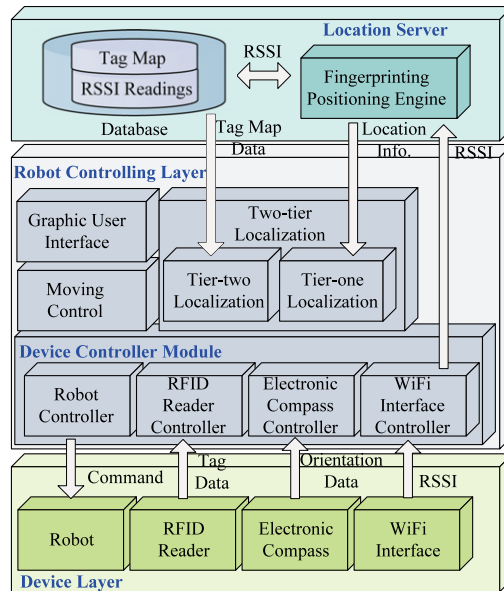 Location Server
Tag Map
RSSI Readings
RSSI
Fingerprinting
Positioning Engine
Database
Tag Map
Data
Location
Info.
RSSI
Robot Controlling Layer
Graphic User
Interface
Two-tier
Localization
Moving
Control
Tier-two
Localization
Tier-one
Localization
Device Controller Module
Robot
Controller
RFID
Reader
Controller
Electronic
Compass
Controller
WiFi
Interface
Controller
Command
Tag
Data
Orientation
Data
RSSI
Robot
RFID
Reader
Electronic
Compass
WiFi
Interface
Device Layer